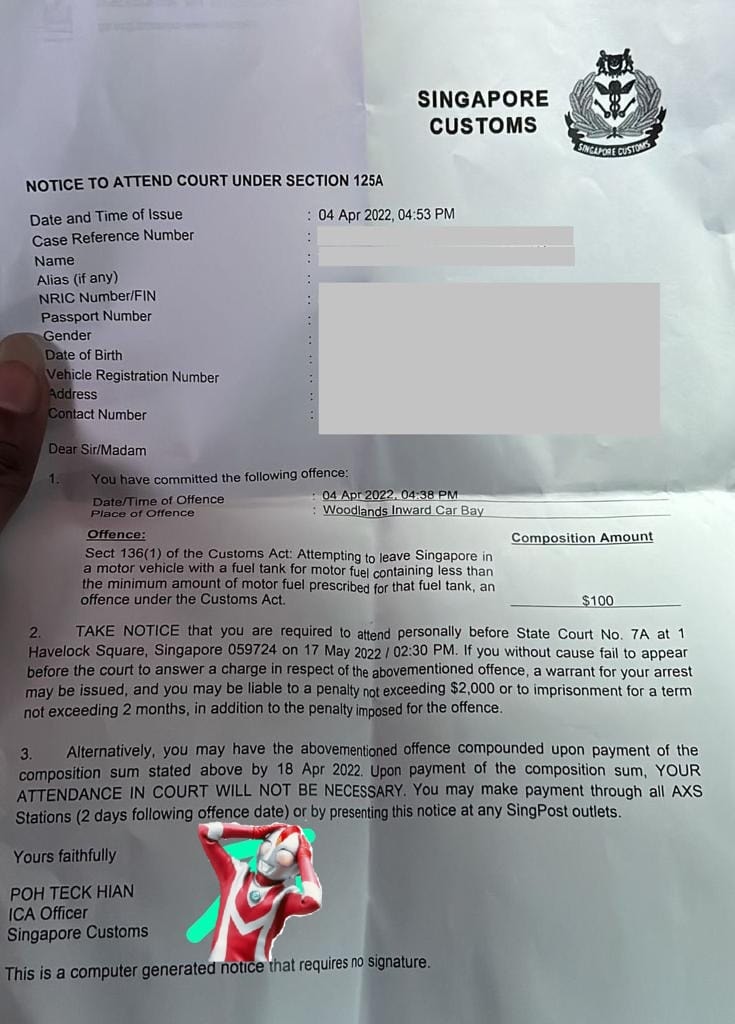 SINGAPORE
CUSTOMS
SINGAPORE CUSTOMS
NOTICE TO ATTEND COURT UNDER SECTION 125A
Date and Time of Issue : 04 Apr 2022, 04:53 PM
Case Reference Number :
Name :
Alias (if any) :
NRIC Number/FIN :
Passport Number :
Gender :
Date of Birth :
Vehicle Registration Number :
Address :
Contact Number :
Dear Sir/Madam
1. You have committed the following offence:
Date/Time of Offence : 04 Apr 2022, 04:38 PM
Place of Offence : Woodlands Inward Car Bay
Offence: Composition Amount
Sect 136(1) of the Customs Act: Attempting to leave Singapore in
a motor vehicle with a fuel tank for motor fuel containing less than
the minimum amount of motor fuel prescribed for that fuel tank, an
offence under the Customs Act. $100
2. TAKE NOTICE that you are required to attend personally before State Court No. 7A at 1
Havelock Square, Singapore 059724 on 17 May 2022 / 02:30 PM. If you without cause fail to appear
before the court to answer a charge in respect of the abovementioned offence, a warrant for your arrest
may be issued, and you may be liable to a penalty not exceeding $2,000 or to imprisonment for a term
not exceeding 2 months, in addition to the penalty imposed for the offence.
3. Alternatively, you may have the abovementioned offence compounded upon payment of the
composition sum stated above by 18 Apr 2022. Upon payment of the composition sum, YOUR
ATTENDANCE IN COURT WILL NOT BE NECESSARY. You may make payment through all AXS
Stations (2 days following offence date) or by presenting this notice at any SingPost outlets.
Yours faithfully
POH TECK HIAN
ICA Officer
Singapore Customs
This is a computer generated notice that requires no signature.